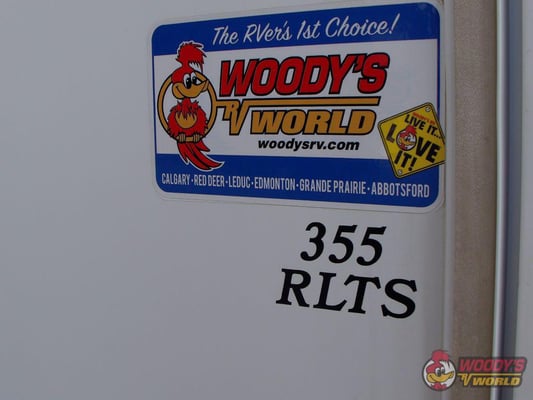 The RVer's 1st Choice!
WOODY'S
RV WORLD
woodysrv.com
LIVE IT...
LOVE
IT!
CALGARY - RED DEER - LEDUC - EDMONTON - GRANDE PRAIRIE - ABBOTSFORD
355
RLTS
WOODY'S
RV WORLD